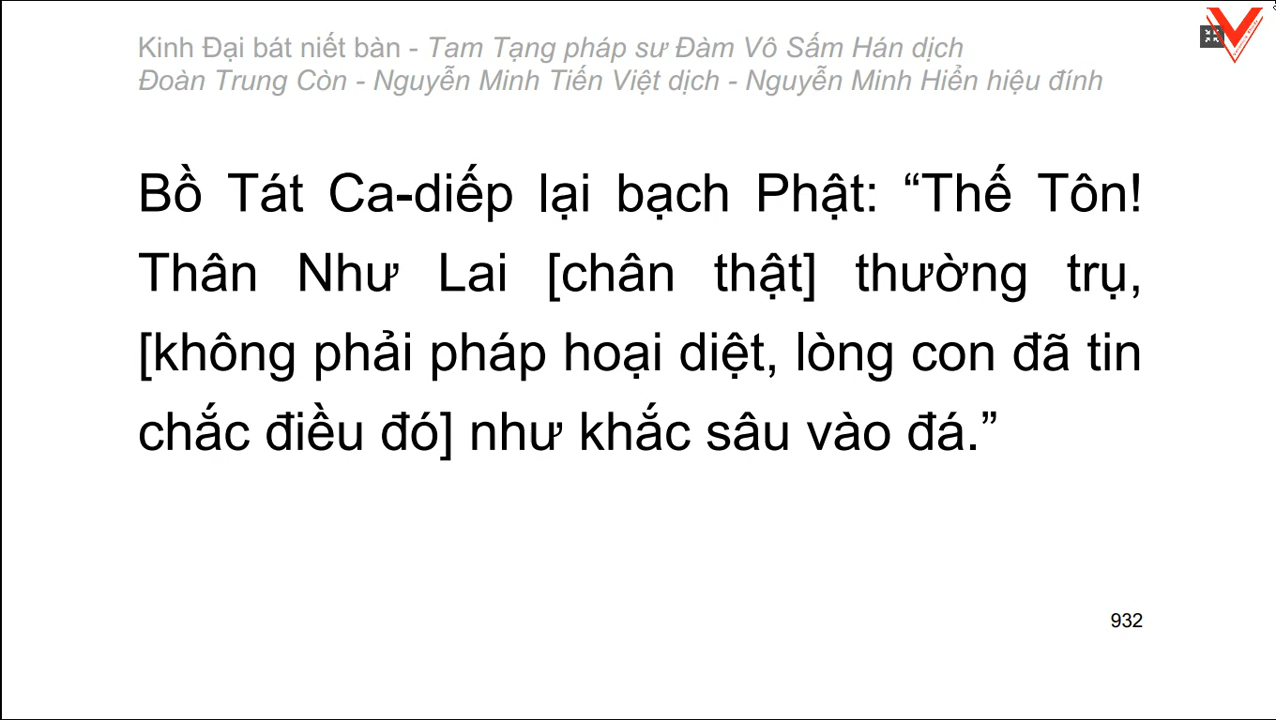 Kinh Đại bát niết bàn - Tam Tạng pháp sư Đàm Vô Sấm Hán dịch
Đoàn Trung Còn - Nguyễn Minh Tiến Việt dịch - Nguyễn Minh Hiển hiệu đính
Bồ Tát Ca-diếp lại bạch Phật: “Thế Tôn!
Thân Như Lai [chân thật] thường trụ,
[không phải pháp hoại diệt, lòng con đã tin
chắc điều đó] như khắc sâu vào đá.”
932